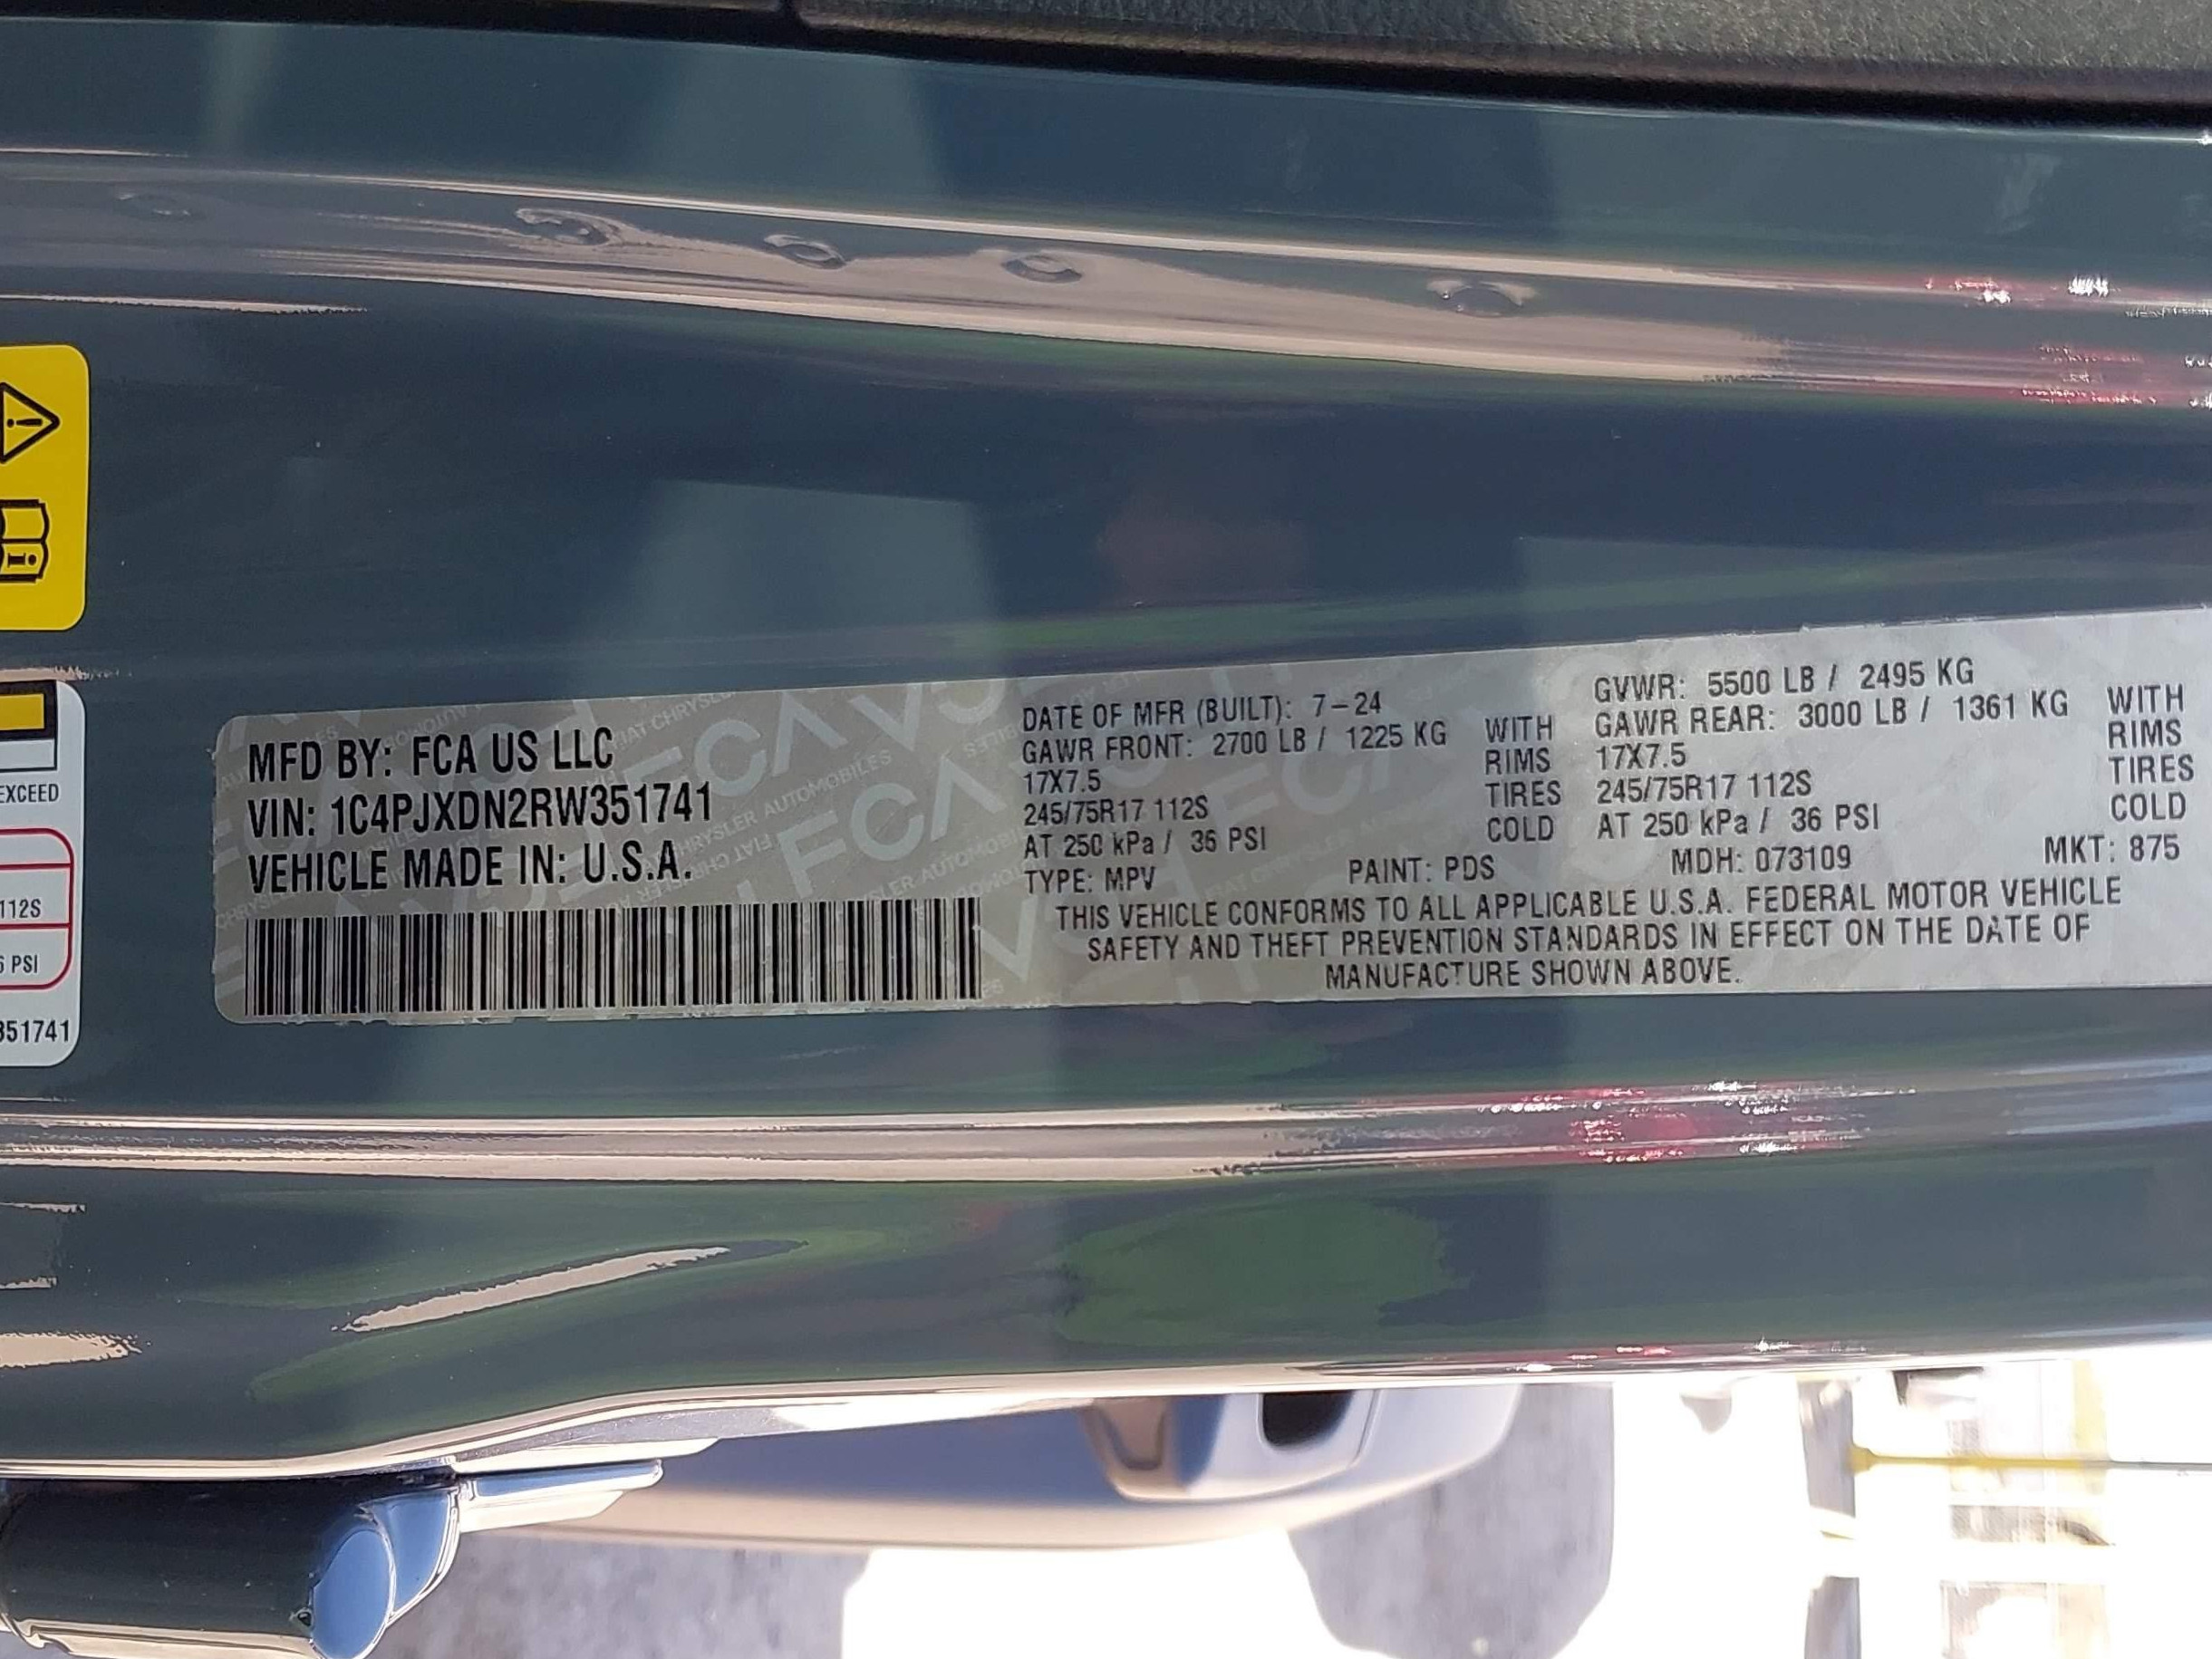 EXCEED
112S
PSI
351741
MFD BY: FCA US LLC
VIN: 1C4PJXDN2RW351741
VEHICLE MADE IN: U.S.A.
DATE OF MFR (BUILT): 7-24
GAWR FRONT: 2700 LB / 1225 KG WITH
17X7.5 RIMS
245/75R17 112S TIRES
AT 250 kPa / 36 PSI COLD
GVWR: 5500 LB / 2495 KG
GAWR REAR: 3000 LB / 1361 KG WITH
17X7.5 RIMS
245/75R17 112S TIRES
AT 250 kPa / 36 PSI COLD
TYPE: MPV PAINT: PDS MDH: 073109 MKT: 875
THIS VEHICLE CONFORMS TO ALL APPLICABLE U.S.A. FEDERAL MOTOR VEHICLE
SAFETY AND THEFT PREVENTION STANDARDS IN EFFECT ON THE DATE OF
MANUFACTURE SHOWN ABOVE.